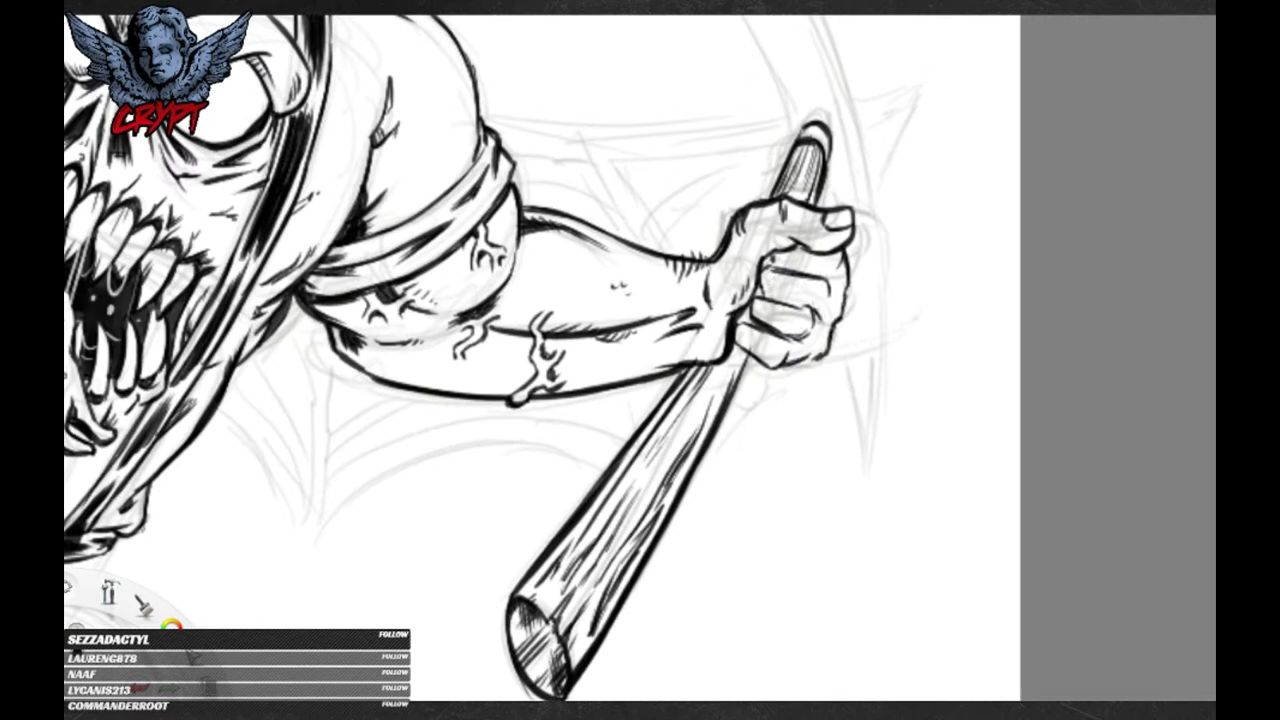 CRYPT
SEZZADACTYL FOLLOW
LAURENC878 FOLLOW
NAAF FOLLOW
LYCANIS213 FOLLOW
COMMANDERROOT FOLLOW